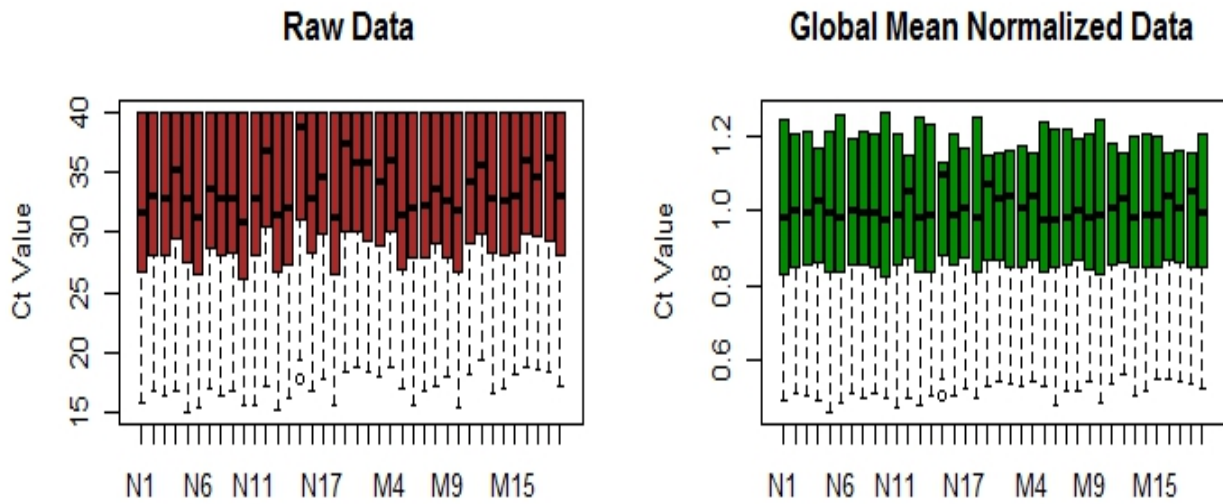 Raw Data
Ct Value
40
35
30
25
20
15
N1 N6 N11 N17 M4 M9 M15
Global Mean Normalized Data
Ct Value
1.2
1.0
0.8
0.6
N1 N6 N11 N17 M4 M9 M15